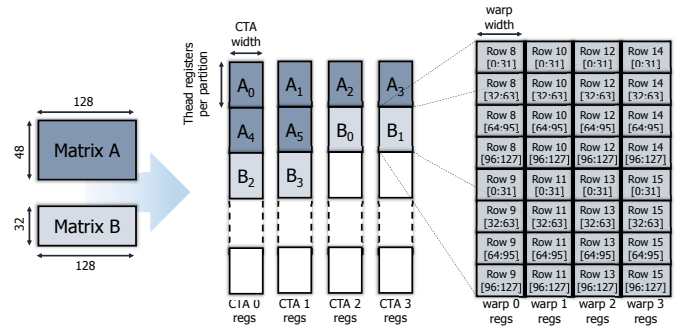 CTA
width
Thead registers
per partition
A0
A1
A2
A3
A4
A5
B0
B1
B2
B3
CTA 0
regs
CTA 1
regs
CTA 2
regs
CTA 3
regs
128
48
Matrix A
32
Matrix B
128
warp
width
Row 8 Row 10 Row 12 Row 14
[0:31] [0:31] [0:31] [0:31]
Row 8 Row 10 Row 12 Row 14
[32:63] [32:63] [32:63] [32:63]
Row 8 Row 10 Row 12 Row 14
[64:95] [64:95] [64:95] [64:95]
Row 8 Row 10 Row 12 Row 14
[96:127] [96:127] [96:127] [96:127]
Row 9 Row 11 Row 13 Row 15
[0:31] [0:31] [0:31] [0:31]
Row 9 Row 11 Row 13 Row 15
[32:63] [32:63] [32:63] [32:63]
Row 9 Row 11 Row 13 Row 15
[64:95] [64:95] [64:95] [64:95]
Row 9 Row 11 Row 13 Row 15
[96:127] [96:127] [96:127] [96:127]
warp 0 warp 1 warp 2 warp 3
regs regs regs regs